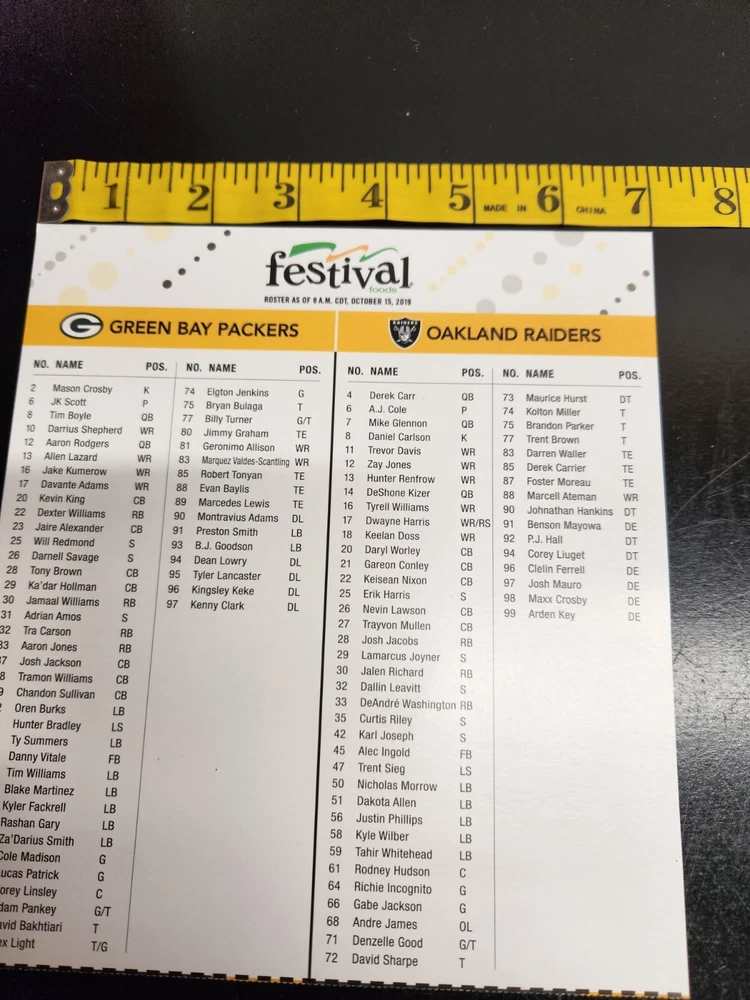 1 2 3 4 5 MADE IN 6 CHINA 7 8
festival
foods
ROSTER AS OF 8 A.M. CDT, OCTOBER 15, 2019
G GREEN BAY PACKERS
NO. NAME POS.
2 Mason Crosby K
6 JK Scott P
8 Tim Boyle QB
10 Darrius Shepherd WR
12 Aaron Rodgers QB
13 Allen Lazard WR
16 Jake Kumerow WR
17 Davante Adams WR
20 Kevin King CB
22 Dexter Williams RB
23 Jaire Alexander CB
25 Will Redmond S
26 Darnell Savage S
28 Tony Brown CB
29 Ka'dar Hollman CB
30 Jamaal Williams RB
31 Adrian Amos S
32 Tra Carson RB
33 Aaron Jones RB
7 Josh Jackson CB
8 Tramon Williams CB
9 Chandon Sullivan CB
Oren Burks LB
Hunter Bradley LS
Ty Summers LB
Danny Vitale FB
Tim Williams LB
Blake Martinez LB
Kyler Fackrell LB
Rashan Gary LB
Za'Darius Smith LB
Cole Madison G
ucas Patrick G
orey Linsley C
dam Pankey G/T
avid Bakhtiari T
ex Light T/G
NO. NAME POS.
74 Elgton Jenkins G
75 Bryan Bulaga T
77 Billy Turner G/T
80 Jimmy Graham TE
81 Geronimo Allison WR
83 Marquez Valdes-Scantling WR
85 Robert Tonyan TE
88 Evan Baylis TE
89 Marcedes Lewis TE
90 Montravius Adams DL
91 Preston Smith LB
93 B.J. Goodson LB
94 Dean Lowry DL
95 Tyler Lancaster DL
96 Kingsley Keke DL
97 Kenny Clark DL
RAIDERS
OAKLAND RAIDERS
NO. NAME POS.
4 Derek Carr QB
6 A.J. Cole P
7 Mike Glennon QB
8 Daniel Carlson K
11 Trevor Davis WR
12 Zay Jones WR
13 Hunter Renfrow WR
14 DeShone Kizer QB
16 Tyrell Williams WR
17 Dwayne Harris WR/RS
18 Keelan Doss WR
20 Daryl Worley CB
21 Gareon Conley CB
22 Keisean Nixon CB
25 Erik Harris S
26 Nevin Lawson CB
27 Trayvon Mullen CB
28 Josh Jacobs RB
29 Lamarcus Joyner S
30 Jalen Richard RB
32 Dallin Leavitt S
33 DeAndré Washington RB
35 Curtis Riley S
42 Karl Joseph S
45 Alec Ingold FB
47 Trent Sieg LS
50 Nicholas Morrow LB
51 Dakota Allen LB
56 Justin Phillips LB
58 Kyle Wilber LB
59 Tahir Whitehead LB
61 Rodney Hudson C
64 Richie Incognito G
66 Gabe Jackson G
68 Andre James OL
71 Denzelle Good G/T
72 David Sharpe T
NO. NAME POS.
73 Maurice Hurst DT
74 Kolton Miller T
75 Brandon Parker T
77 Trent Brown T
83 Darren Waller TE
85 Derek Carrier TE
87 Foster Moreau TE
88 Marcell Ateman WR
90 Johnathan Hankins DT
91 Benson Mayowa DE
92 P.J. Hall DT
94 Corey Liuget DT
96 Clelin Ferrell DE
97 Josh Mauro DE
98 Maxx Crosby DE
99 Arden Key DE